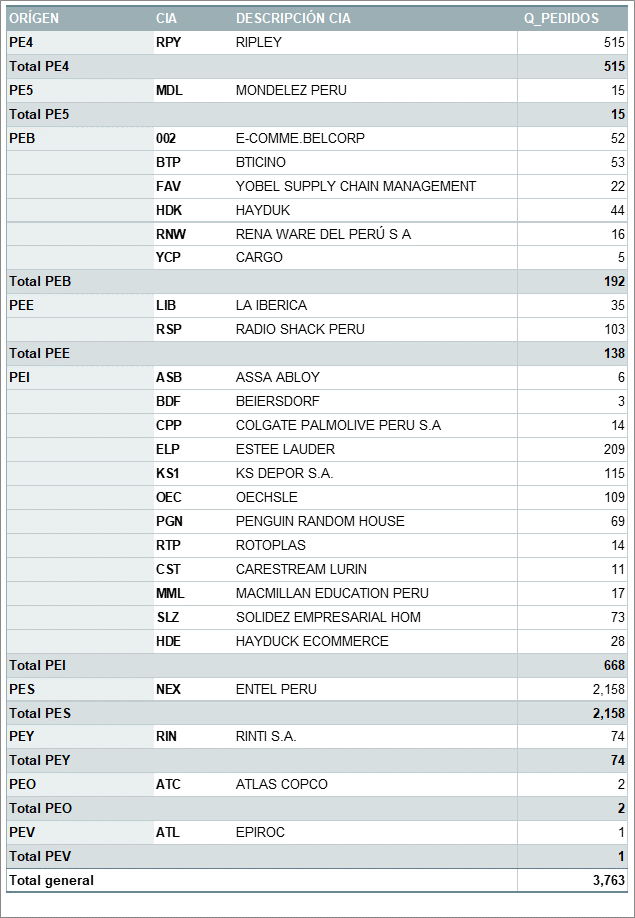 ORÍGEN CIA DESCRIPCIÓN CIA Q_PEDIDOS
PE4 RPY RIPLEY 515
Total PE4 515
PE5 MDL MONDELEZ PERU 15
Total PE5 15
PEB 002 E-COMME.BELCORP 52
BTP BTICINO 53
FAV YOBEL SUPPLY CHAIN MANAGEMENT 22
HDK HAYDUK 44
RNW RENA WARE DEL PERÚ S A 16
YCP CARGO 5
Total PEB 192
PEE LIB LA IBERICA 35
RSP RADIO SHACK PERU 103
Total PEE 138
PEI ASB ASSA ABLOY 6
BDF BEIERSDORF 3
CPP COLGATE PALMOLIVE PERU S.A 14
ELP ESTEE LAUDER 209
KS1 KS DEPOR S.A. 115
OEC OECHSLE 109
PGN PENGUIN RANDOM HOUSE 69
RTP ROTOPLAS 14
CST CARESTREAM LURIN 11
MML MACMILLAN EDUCATION PERU 17
SLZ SOLIDEZ EMPRESARIAL HOM 73
HDE HAYDUCK ECOMMERCE 28
Total PEI 668
PES NEX ENTEL PERU 2,158
Total PES 2,158
PEY RIN RINTI S.A. 74
Total PEY 74
PEO ATC ATLAS COPCO 2
Total PEO 2
PEV ATL EPIROC 1
Total PEV 1
Total general 3,763